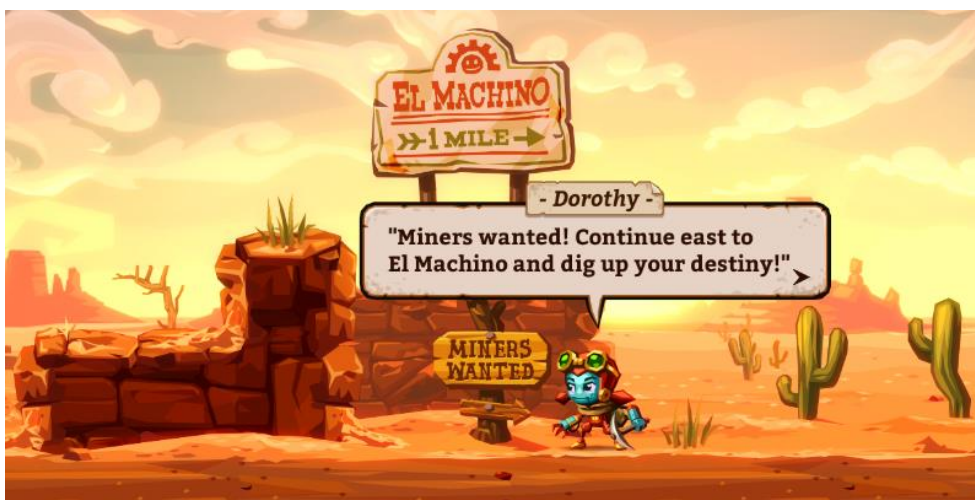 EL MACHINO
1 MILE
- Dorothy -
"Miners wanted! Continue east to
El Machino and dig up your destiny!"
MINERS
WANTED